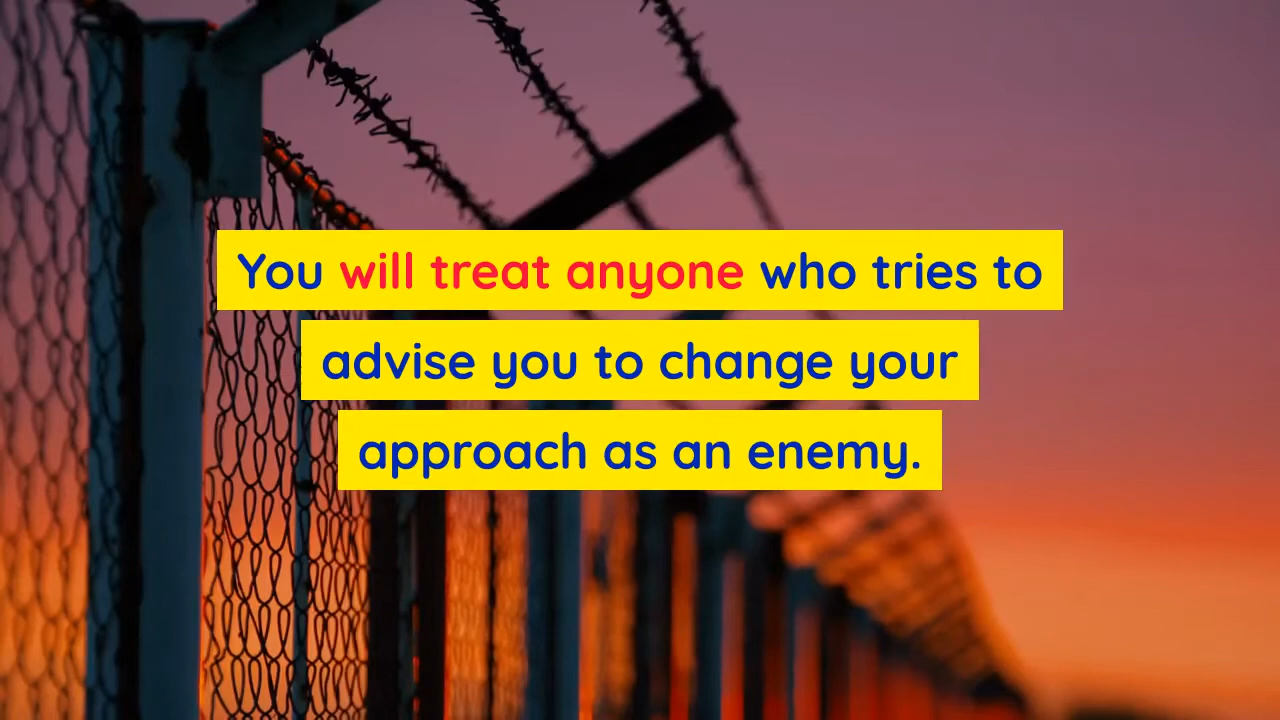 You will treat anyone who tries to
advise you to change your
approach as an enemy.